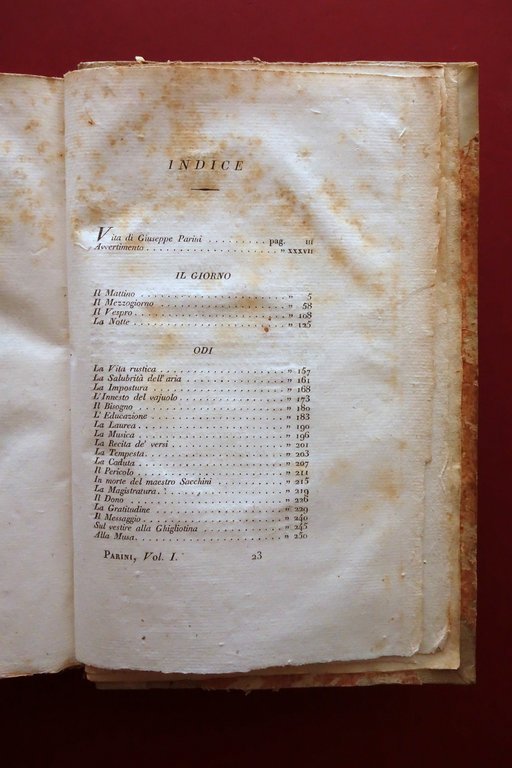 INDICE
Vita di Giuseppe Parini . . . . . . . . . . pag. III
Avvertimento . . . . . . . . . . . . . . . . . . . . . „ XXXVII
IL GIORNO
Il Mattino . . . . . . . . . . . . . . . . . . . . . . „ 5
Il Mezzogiorno . . . . . . . . . . . . . . . . . . . „ 58
Il Vespro . . . . . . . . . . . . . . . . . . . . . . . „ 108
La Notte . . . . . . . . . . . . . . . . . . . . . . . „ 125
ODI
La Vita rustica . . . . . . . . . . . . . . . . . . . „ 157
La Salubrità dell'aria . . . . . . . . . . . . . . . „ 161
La Impostura . . . . . . . . . . . . . . . . . . . . „ 168
L'Innesto del vajuolo . . . . . . . . . . . . . . . „ 173
Il Bisogno . . . . . . . . . . . . . . . . . . . . . . „ 180
L'Educazione . . . . . . . . . . . . . . . . . . . . „ 183
La Laurea . . . . . . . . . . . . . . . . . . . . . . „ 190
La Musica . . . . . . . . . . . . . . . . . . . . . . „ 196
La Recita de' versi . . . . . . . . . . . . . . . . . „ 201
La Tempesta . . . . . . . . . . . . . . . . . . . . . „ 203
La Caduta . . . . . . . . . . . . . . . . . . . . . . „ 207
Il Pericolo . . . . . . . . . . . . . . . . . . . . . . „ 211
In morte del maestro Sacchini . . . . . . . . . „ 215
La Magistratura . . . . . . . . . . . . . . . . . . . „ 219
Il Dono . . . . . . . . . . . . . . . . . . . . . . . . „ 226
La Gratitudine . . . . . . . . . . . . . . . . . . . . „ 229
Il Messaggio . . . . . . . . . . . . . . . . . . . . . „ 240
Sul vestire alla Ghigliotina . . . . . . . . . . . . „ 245
Alla Musa . . . . . . . . . . . . . . . . . . . . . . . „ 250
PARINI, Vol. I. 23